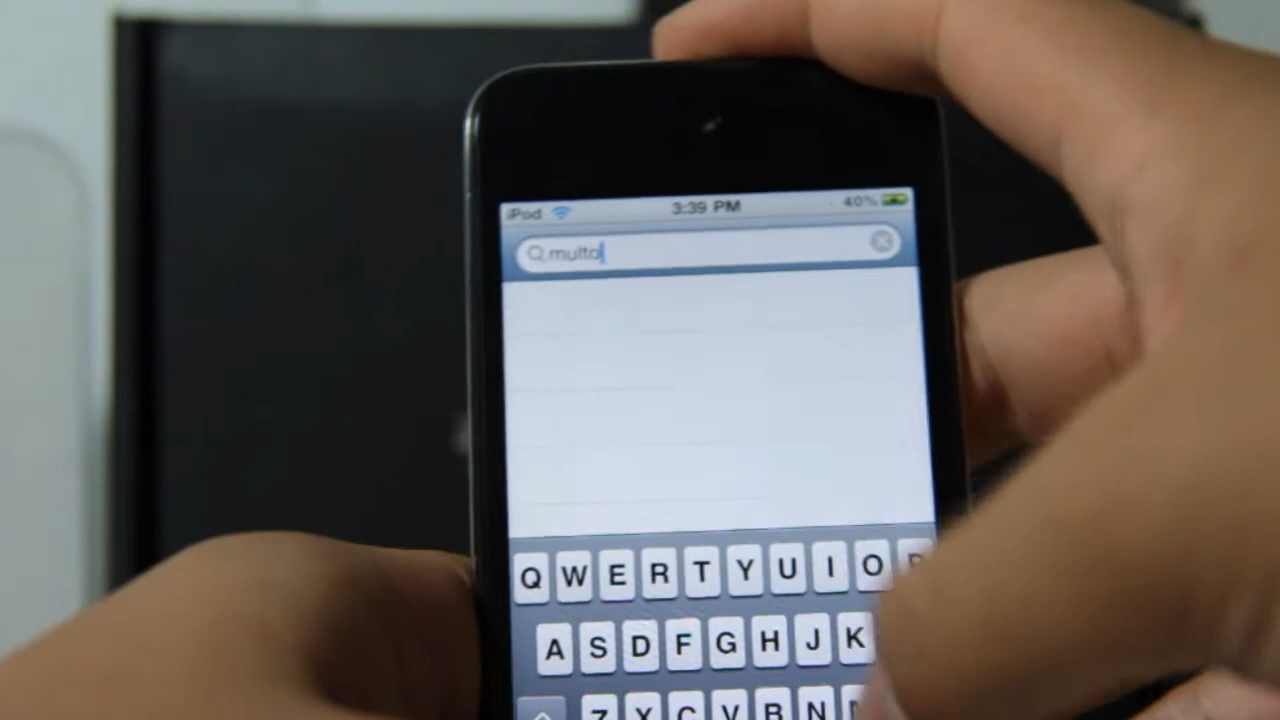 iPod 3:39 PM 40%
multo
Q W E R T Y U I O
A S D F G H J K
Z X C V B N